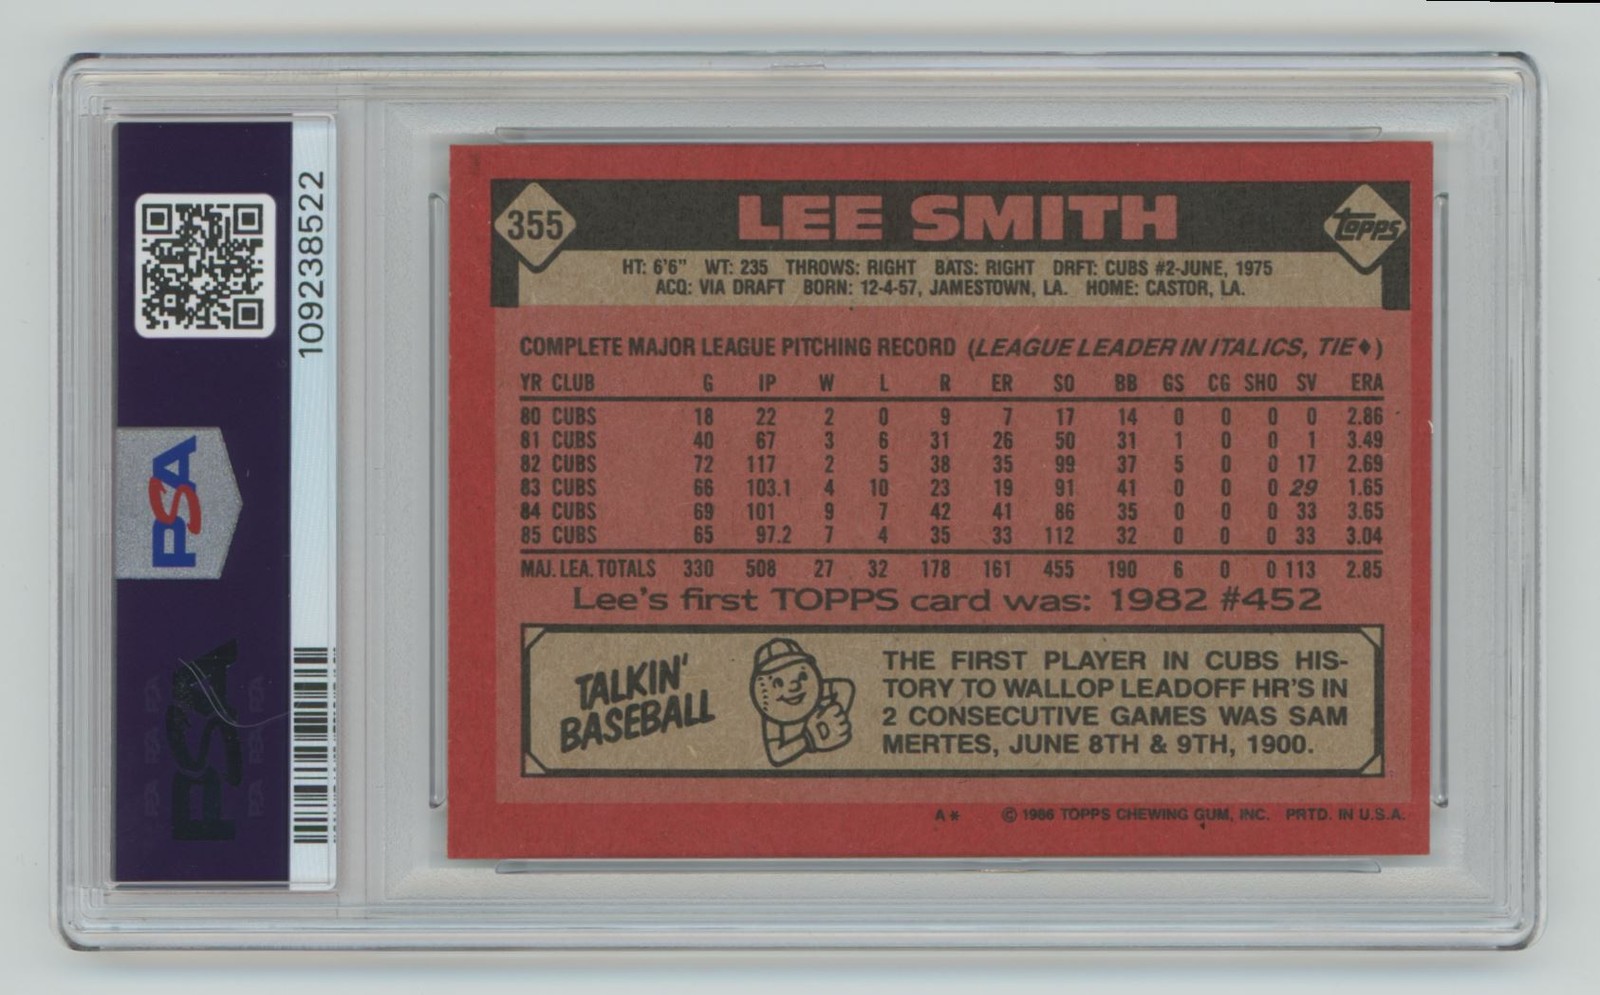 355
LEE SMITH
TOPPS
HT: 6'6" WT: 235 THROWS: RIGHT BATS: RIGHT DRFT: CUBS #2-JUNE, 1975
ACQ: VIA DRAFT BORN: 12-4-57, JAMESTOWN, LA. HOME: CASTOR, LA.
COMPLETE MAJOR LEAGUE PITCHING RECORD (LEAGUE LEADER IN ITALICS, TIE♦)
YR CLUB G IP W L R ER SO BB GS CG SHO SV ERA
80 CUBS 18 22 2 0 9 7 17 14 0 0 0 0 2.86
81 CUBS 40 67 3 6 31 26 50 31 1 0 0 1 3.49
82 CUBS 72 117 2 5 38 35 99 37 5 0 0 17 2.69
83 CUBS 66 103.1 4 10 23 19 91 41 0 0 0 29 1.65
84 CUBS 69 101 9 7 42 41 86 35 0 0 0 33 3.65
85 CUBS 65 97.2 7 4 35 33 112 32 0 0 0 33 3.04
MAJ. LEA. TOTALS 330 508 27 32 178 161 455 190 6 0 0 113 2.85
Lee's first TOPPS card was: 1982 #452
TALKIN'
BASEBALL
THE FIRST PLAYER IN CUBS HIS-
TORY TO WALLOP LEADOFF HR'S IN
2 CONSECUTIVE GAMES WAS SAM
MERTES, JUNE 8TH & 9TH, 1900.
A* © 1986 TOPPS CHEWING GUM, INC. PRTD. IN U.S.A.
109238522
PSA
PSA